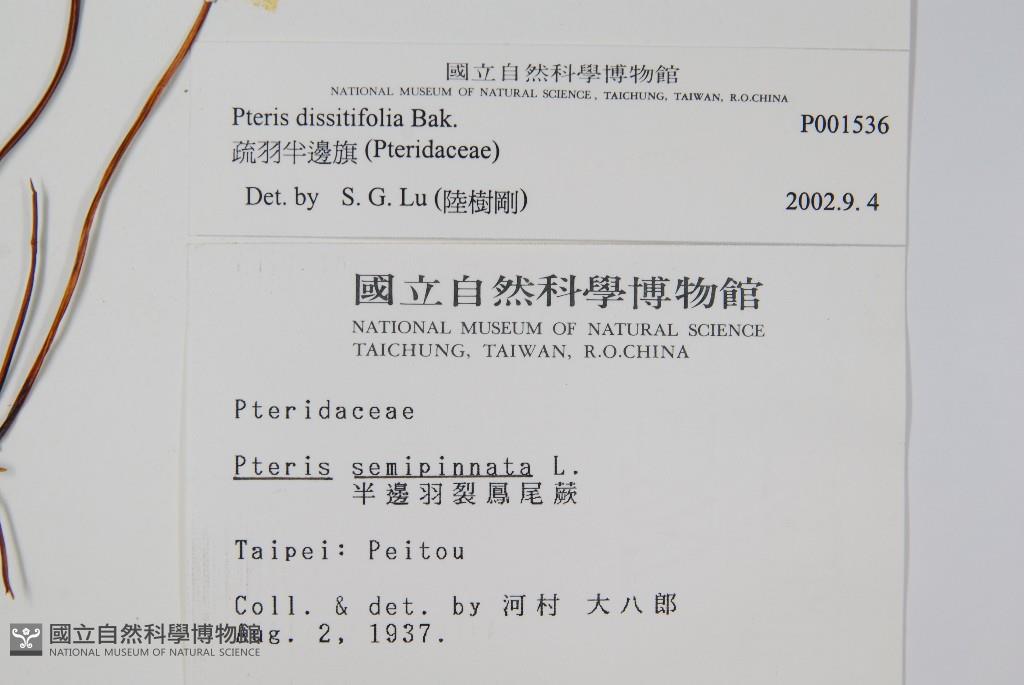 國立自然科學博物館
NATIONAL MUSEUM OF NATURAL SCIENCE, TAICHUNG, TAIWAN, R.O.CHINA
Pteris dissitifolia Bak. P001536
疏羽半邊旗 (Pteridaceae)
Det. by S. G. Lu (陸樹剛) 2002.9. 4
國立自然科學博物館
NATIONAL MUSEUM OF NATURAL SCIENCE
TAICHUNG, TAIWAN, R.O.CHINA
Pteridaceae
Pteris semipinnata L.
半邊羽裂鳳尾蕨
Taipei: Peitou
Coll. & det. by 河村 大八郎
Aug. 2, 1937.
國立自然科學博物館
NATIONAL MUSEUM OF NATURAL SCIENCE